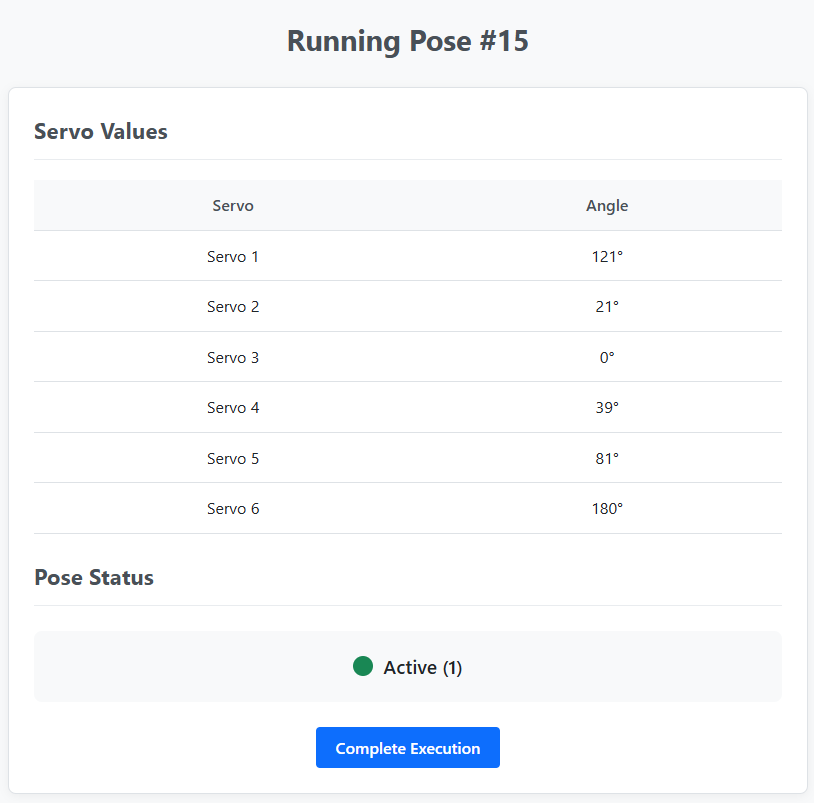 Running Pose #15
Servo Values
Servo Angle
Servo 1 121°
Servo 2 21°
Servo 3 0°
Servo 4 39°
Servo 5 81°
Servo 6 180°
Pose Status
Active (1)
Complete Execution